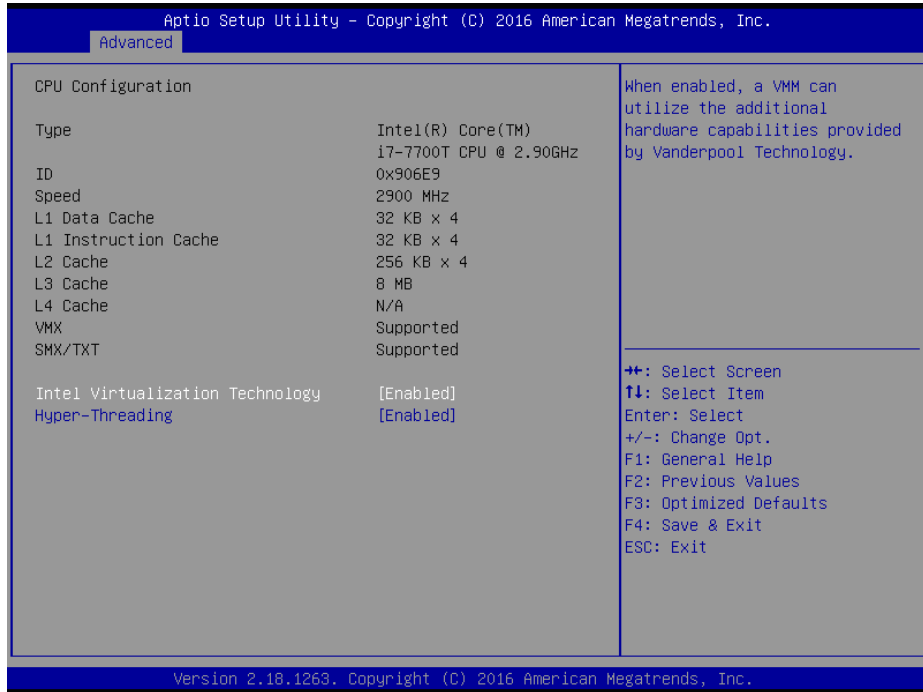 Aptio Setup Utility – Copyright (C) 2016 American Megatrends, Inc.
Advanced
CPU Configuration
Type Intel(R) Core(TM)
i7-7700T CPU @ 2.90GHz
ID 0x906E9
Speed 2900 MHz
L1 Data Cache 32 KB x 4
L1 Instruction Cache 32 KB x 4
L2 Cache 256 KB x 4
L3 Cache 8 MB
L4 Cache N/A
VMX Supported
SMX/TXT Supported
Intel Virtualization Technology [Enabled]
Hyper-Threading [Enabled]
When enabled, a VMM can
utilize the additional
hardware capabilities provided
by Vanderpool Technology.
→←: Select Screen
↑↓: Select Item
Enter: Select
+/-: Change Opt.
F1: General Help
F2: Previous Values
F3: Optimized Defaults
F4: Save & Exit
ESC: Exit
Version 2.18.1263. Copyright (C) 2016 American Megatrends, Inc.